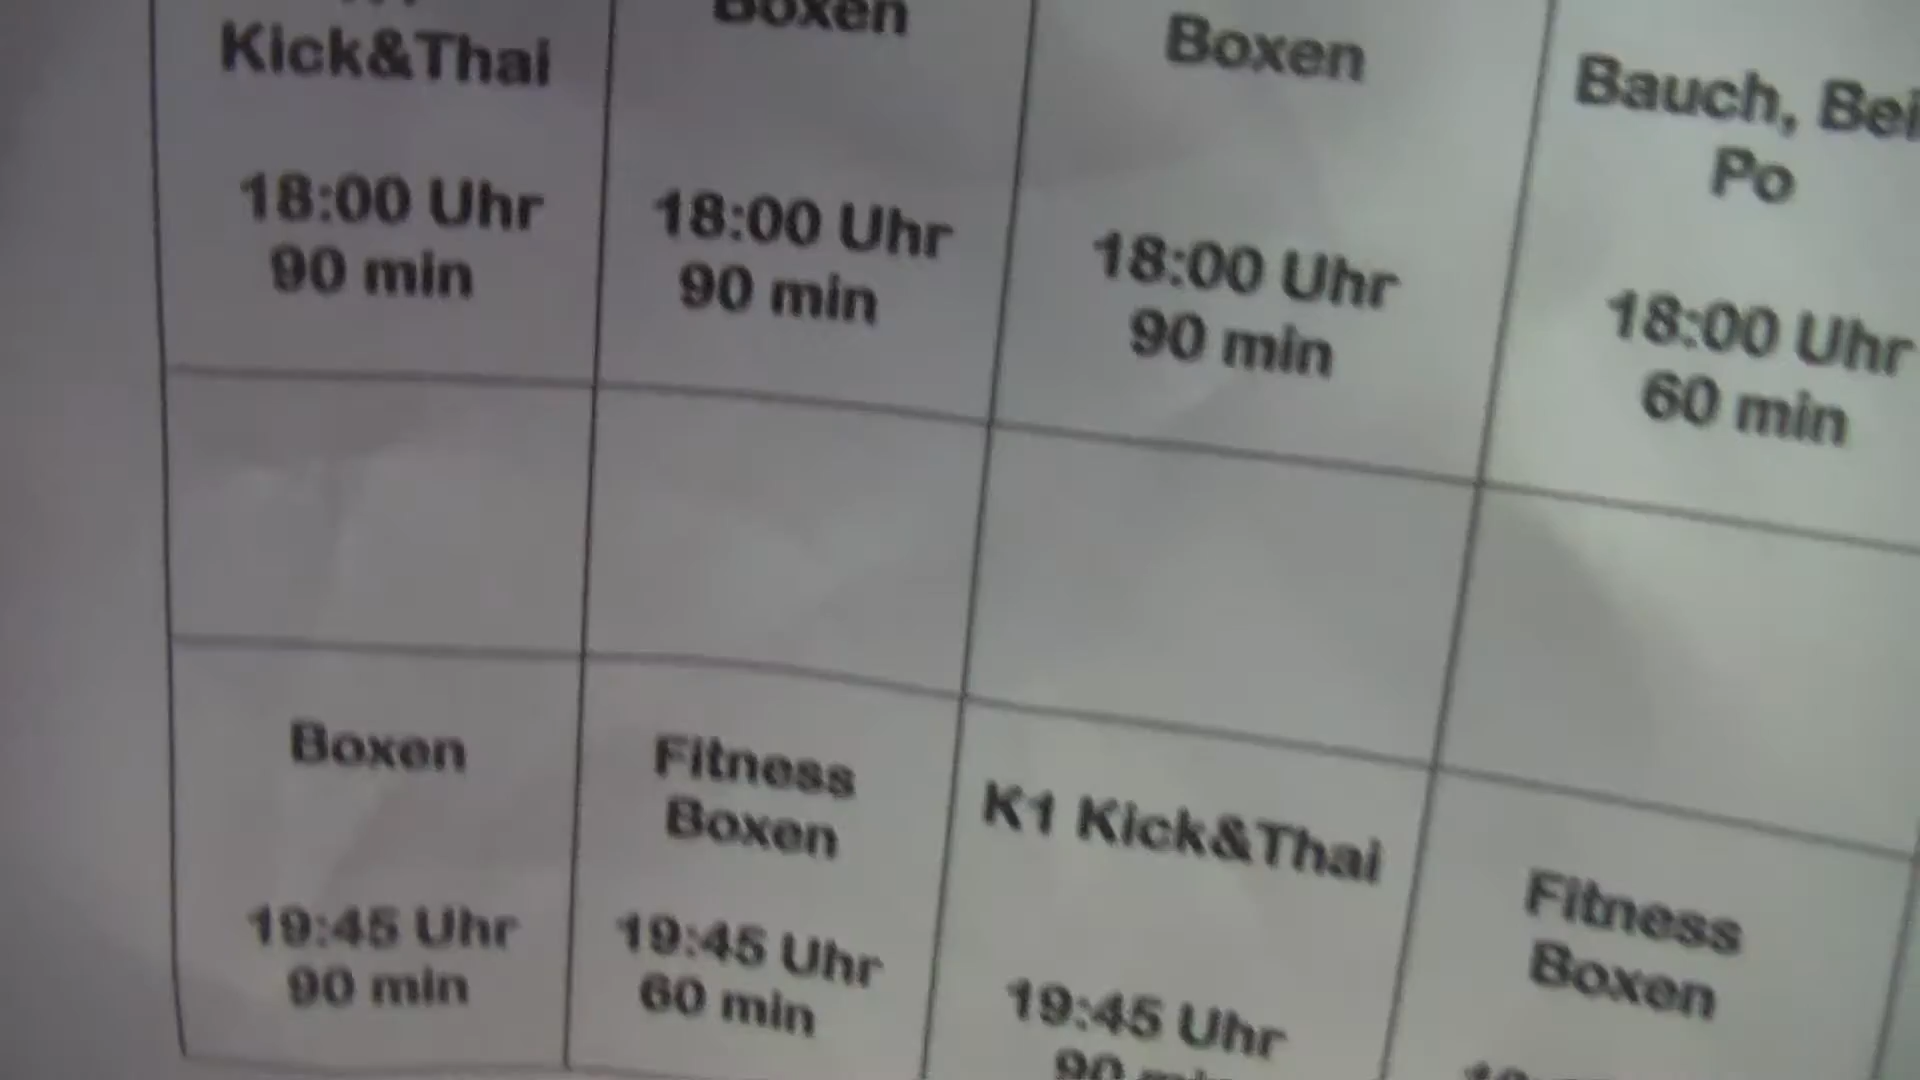 Kick&Thai
18:00 Uhr
90 min
Boxen
18:00 Uhr
90 min
Boxen
18:00 Uhr
90 min
Bauch, Bei
Po
18:00 Uhr
60 min
Boxen
19:45 Uhr
90 min
Fitness
Boxen
19:45 Uhr
60 min
K1 Kick&Thai
19:45 Uhr
90 min
Fitness
Boxen